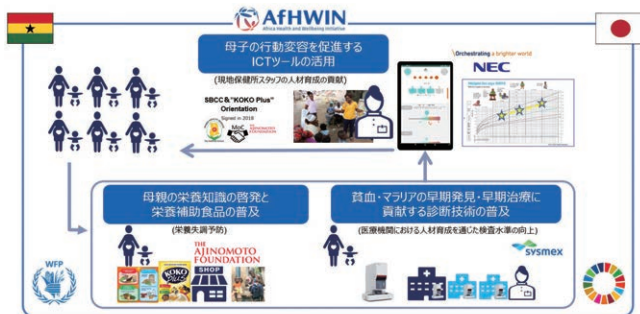 AfHWIN
Africa Health and Wellbeing Initiative
母子の行動変容を促進する
ICTツールの活用
(現地保健所スタッフの人材育成の貢献)
Orchestrating a brighter world
NEC
SBCC&"KOKO Plus"
Orientation
Signed in 2018
MoC
THE
AJINOMOTO
FOUNDATION
母親の栄養知識の啓発と
栄養補助食品の普及
(栄養失調予防)
THE
AJINOMOTO
FOUNDATION
KOKO
Plus
SHOP
WFP
貧血・マラリアの早期発見・早期治療に
貢献する診断技術の普及
(医療機関における人材育成を通じた検査水準の向上)
sysmex